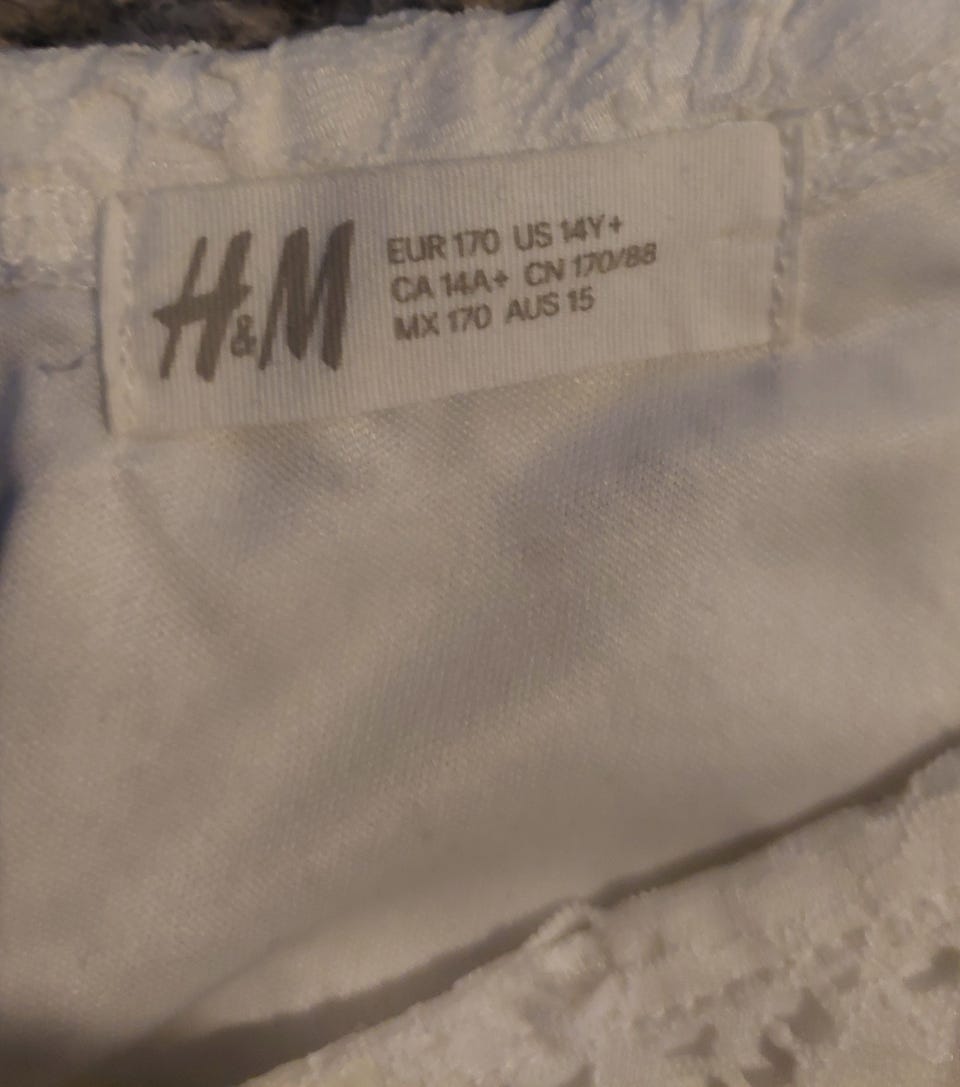 H&M
EUR 170 US 14Y+
CA 14A+ CN 170/88
MX 170 AUS 15